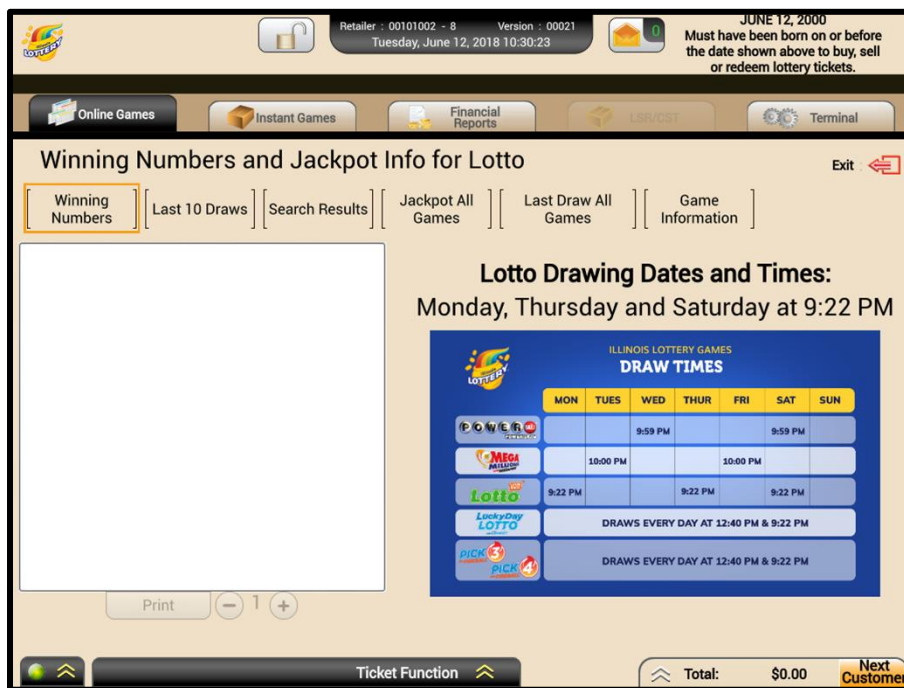 LOTTERY
Retailer : 00101002 - 8 Version : 00021
Tuesday, June 12, 2018 10:30:23
0
JUNE 12, 2000
Must have been born on or before
the date shown above to buy, sell
or redeem lottery tickets.
Online Games
Instant Games
Financial
Reports
LSR/CST
Terminal
Winning Numbers and Jackpot Info for Lotto
Exit
Winning
Numbers
Last 10 Draws
Search Results
Jackpot All
Games
Last Draw All
Games
Game
Information
Lotto Drawing Dates and Times:
Monday, Thursday and Saturday at 9:22 PM
LOTTERY
ILLINOIS LOTTERY GAMES
DRAW TIMES
MON TUES WED THUR FRI SAT SUN
POWERBALL 9:59 PM 9:59 PM
MEGA
MILLIONS
10:00 PM 10:00 PM
Lotto 9:22 PM 9:22 PM 9:22 PM
LuckyDay
LOTTO
DRAWS EVERY DAY AT 12:40 PM & 9:22 PM
PICK 3
PICK 4
DRAWS EVERY DAY AT 12:40 PM & 9:22 PM
Print 1
Ticket Function
Total: $0.00
Next
Customer